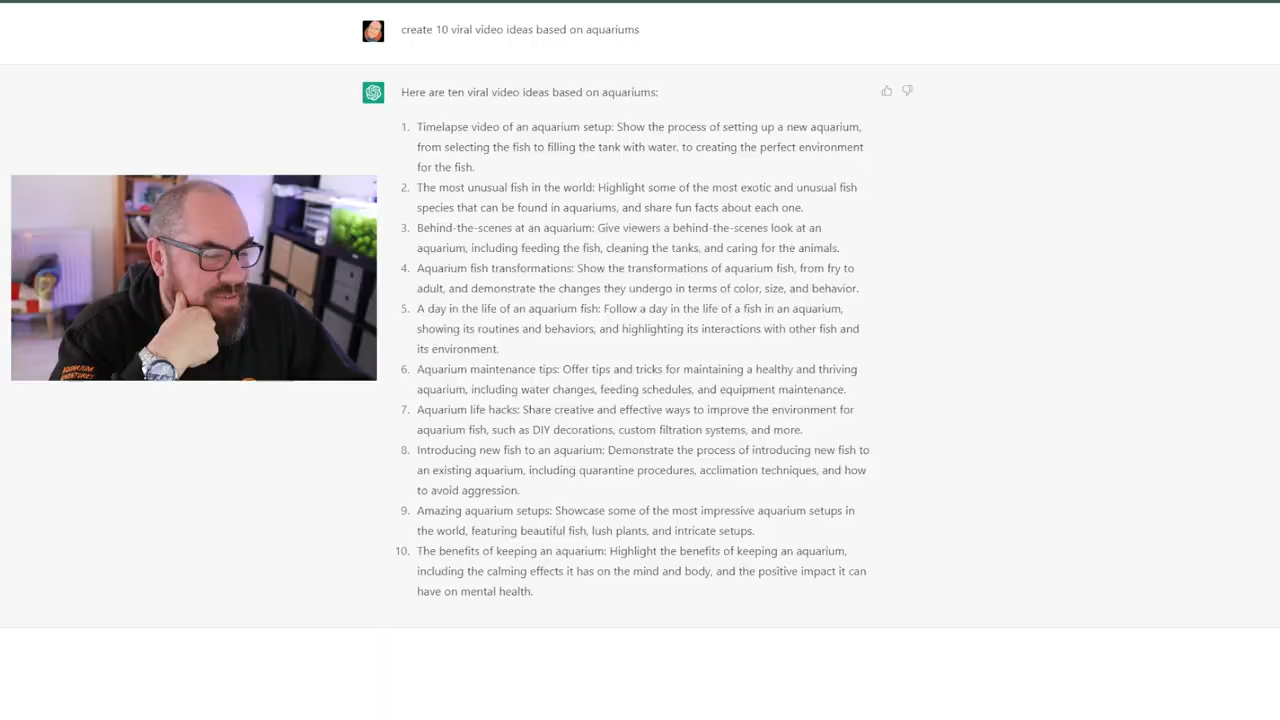 create 10 viral video ideas based on aquariums
Here are ten viral video ideas based on aquariums:
1. Timelapse video of an aquarium setup: Show the process of setting up a new aquarium,
from selecting the fish to filling the tank with water, to creating the perfect environment
for the fish.
2. The most unusual fish in the world: Highlight some of the most exotic and unusual fish
species that can be found in aquariums, and share fun facts about each one.
3. Behind-the-scenes at an aquarium: Give viewers a behind-the-scenes look at an
aquarium, including feeding the fish, cleaning the tanks, and caring for the animals.
4. Aquarium fish transformations: Show the transformations of aquarium fish, from fry to
adult, and demonstrate the changes they undergo in terms of color, size, and behavior.
5. A day in the life of an aquarium fish: Follow a day in the life of a fish in an aquarium,
showing its routines and behaviors, and highlighting its interactions with other fish and
its environment.
6. Aquarium maintenance tips: Offer tips and tricks for maintaining a healthy and thriving
aquarium, including water changes, feeding schedules, and equipment maintenance.
7. Aquarium life hacks: Share creative and effective ways to improve the environment for
aquarium fish, such as DIY decorations, custom filtration systems, and more.
8. Introducing new fish to an aquarium: Demonstrate the process of introducing new fish to
an existing aquarium, including quarantine procedures, acclimation techniques, and how
to avoid aggression.
9. Amazing aquarium setups: Showcase some of the most impressive aquarium setups in
the world, featuring beautiful fish, lush plants, and intricate setups.
10. The benefits of keeping an aquarium: Highlight the benefits of keeping an aquarium,
including the calming effects it has on the mind and body, and the positive impact it can
have on mental health.
AQUARIUM